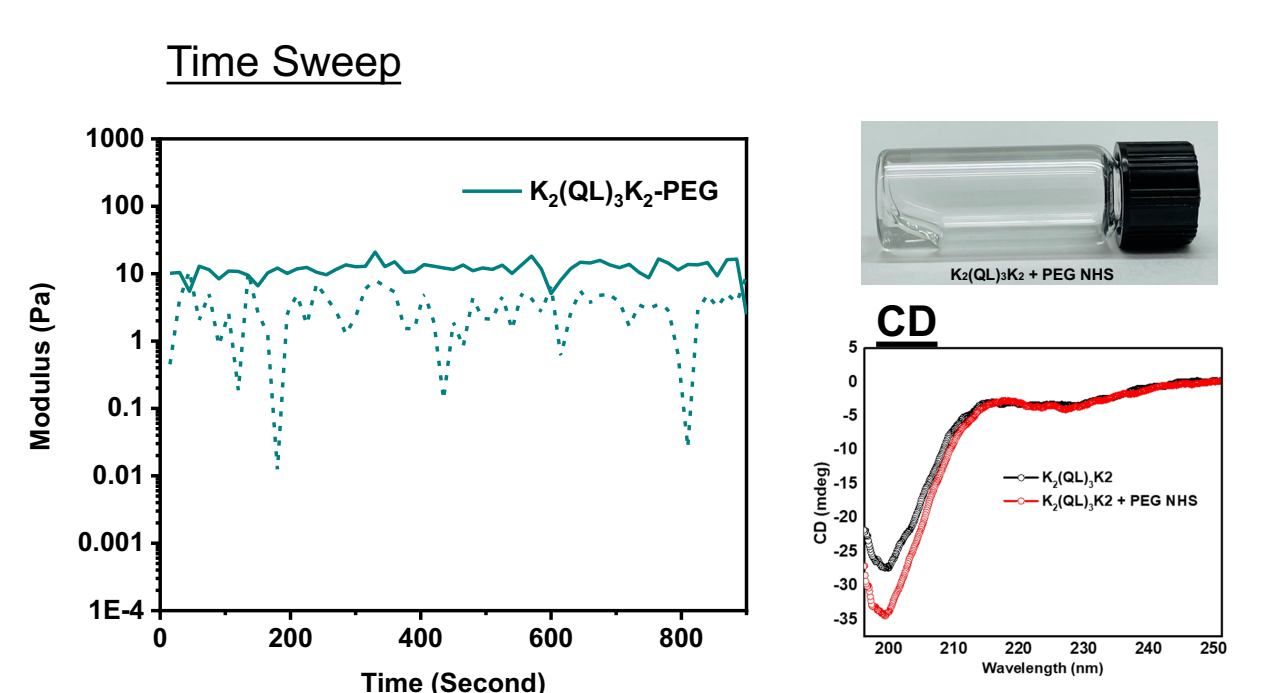 Time Sweep
1000
100
10
1
0.1
0.01
0.001
1E-4
0
200
400
600
800
Modulus (Pa)
Time (Second)
K₂(QL)₃K₂-PEG
K₂(QL)₃K₂ + PEG NHS
CD
5
0
-5
-10
-15
-20
-25
-30
-35
200
210
220
230
240
250
CD (mdeg)
Wavelength (nm)
K₂(QL)₃K2
K₂(QL)₃K2 + PEG NHS